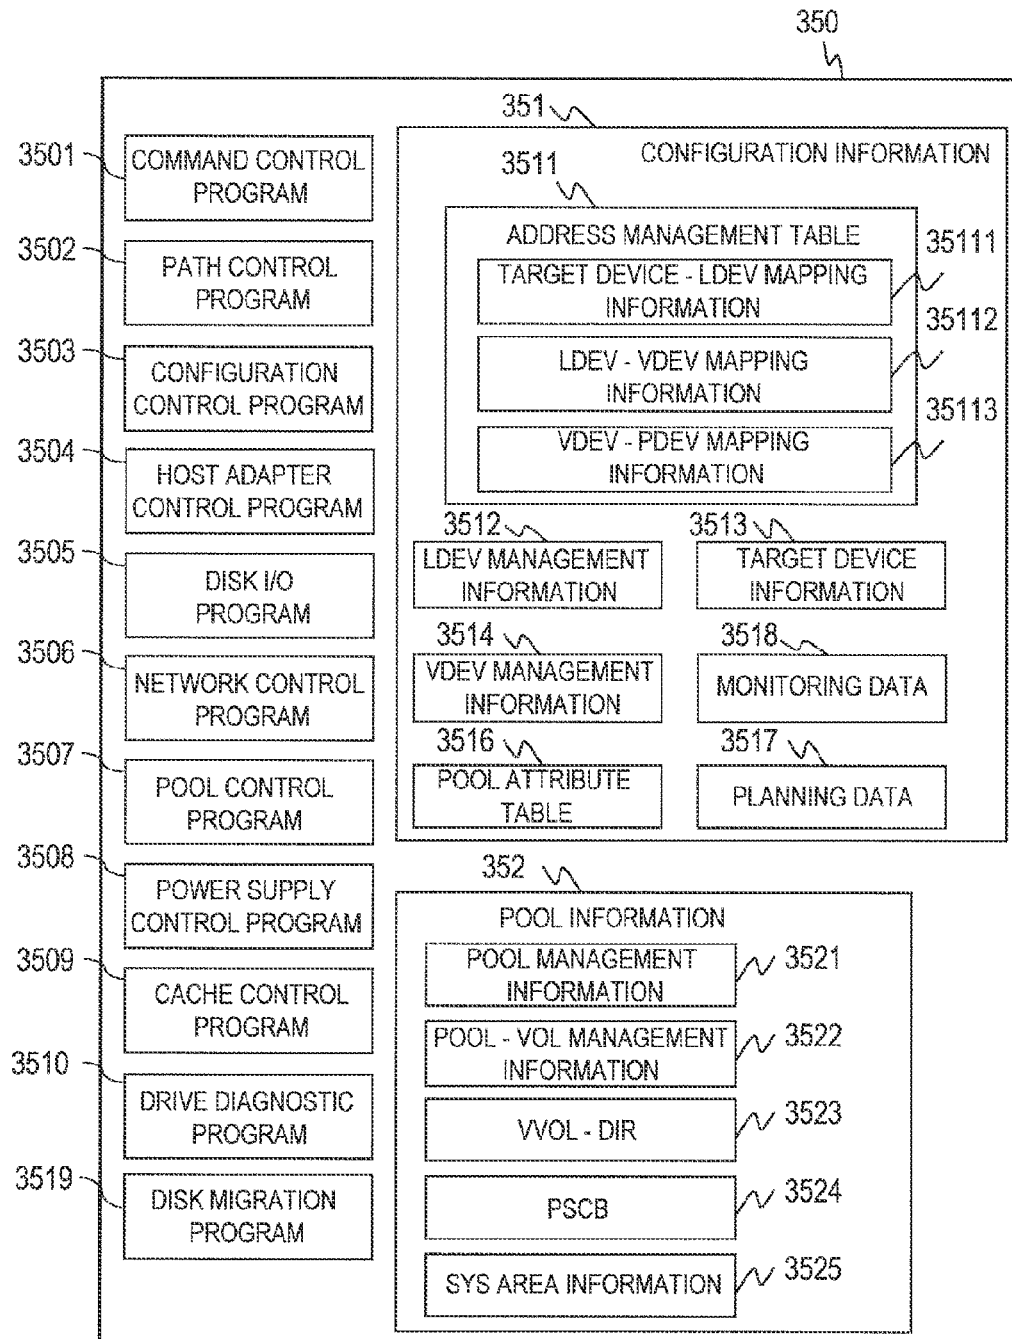 350
3501
COMMAND CONTROL
PROGRAM
3502
PATH CONTROL
PROGRAM
3503
CONFIGURATION
CONTROL PROGRAM
3504
HOST ADAPTER
CONTROL PROGRAM
3505
DISK I/O
PROGRAM
3506
NETWORK CONTROL
PROGRAM
3507
POOL CONTROL
PROGRAM
3508
POWER SUPPLY
CONTROL PROGRAM
3509
CACHE CONTROL
PROGRAM
3510
DRIVE DIAGNOSTIC
PROGRAM
3519
DISK MIGRATION
PROGRAM
351
CONFIGURATION INFORMATION
3511
ADDRESS MANAGEMENT TABLE
35111
TARGET DEVICE - LDEV MAPPING
INFORMATION
35112
LDEV - VDEV MAPPING
INFORMATION
35113
VDEV - PDEV MAPPING
INFORMATION
3512
LDEV MANAGEMENT
INFORMATION
3513
TARGET DEVICE
INFORMATION
3514
VDEV MANAGEMENT
INFORMATION
3518
MONITORING DATA
3516
POOL ATTRIBUTE
TABLE
3517
PLANNING DATA
352
POOL INFORMATION
POOL MANAGEMENT
INFORMATION
3521
POOL - VOL MANAGEMENT
INFORMATION
3522
VVOL - DIR
3523
PSCB
3524
SYS AREA INFORMATION
3525